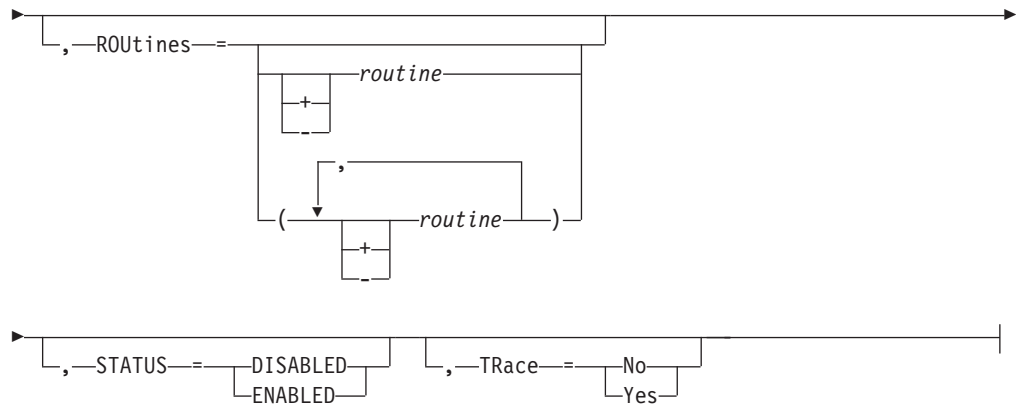 , ROUtines = routine
+
-
,
( routine )
+
-
, STATUS = DISABLED , TRace = No
ENABLED Yes